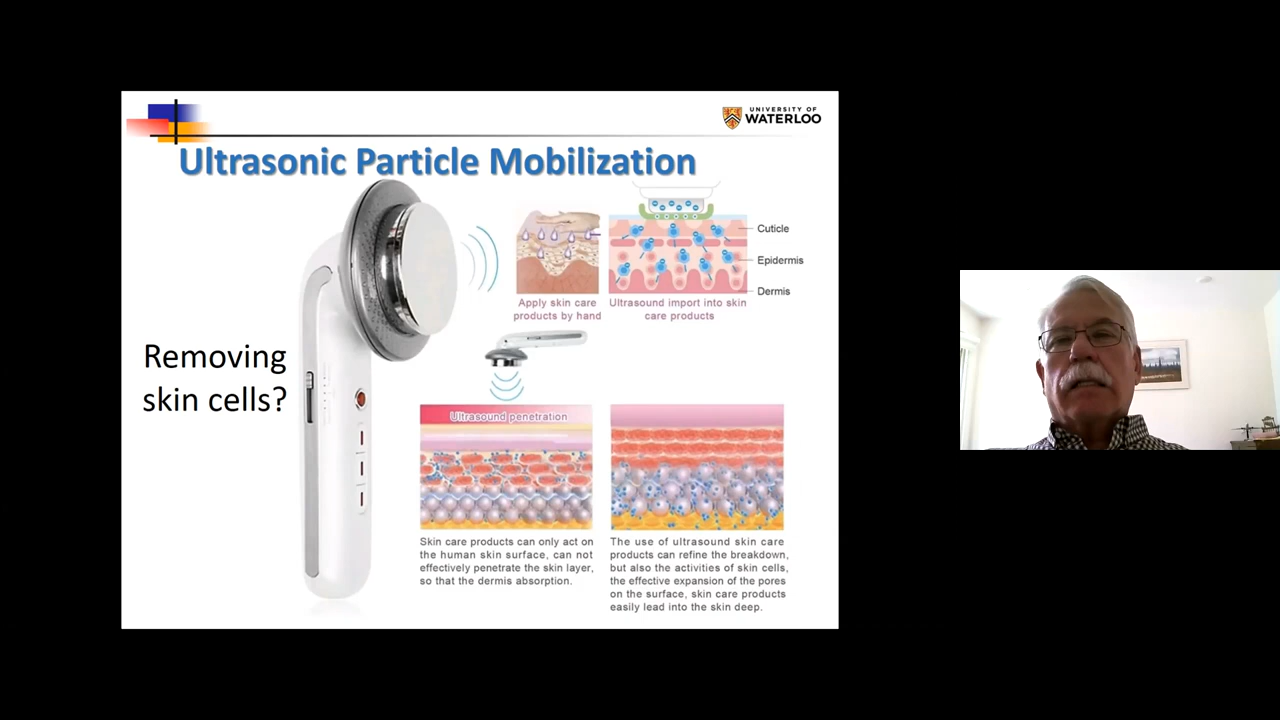 UNIVERSITY OF
WATERLOO
Ultrasonic Particle Mobilization
Cuticle
Epidermis
Dermis
Apply skin care
products by hand
Ultrasound import into skin
care products
Removing
skin cells?
Ultrasound penetration
Skin care products can only act on
the human skin surface, can not
effectively penetrate the skin layer,
so that the dermis absorption.
The use of ultrasound skin care
products can refine the breakdown,
but also the activities of skin cells,
the effective expansion of the pores
on the surface, skin care products
easily lead into the skin deep.